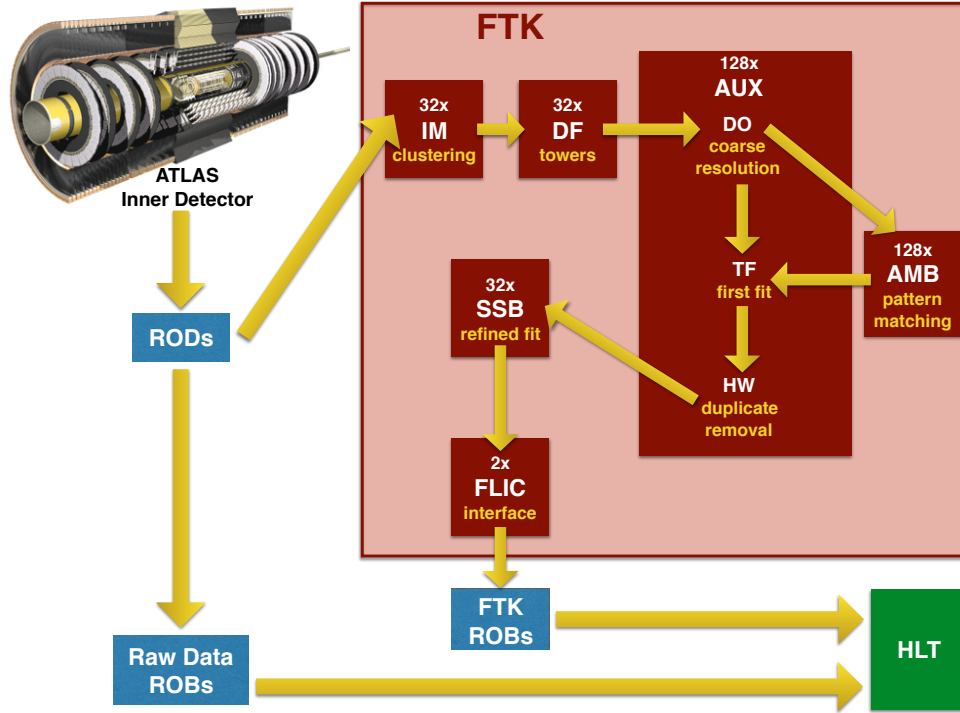 FTK
128x
AUX
32x
IM
clustering
32x
DF
towers
DO
coarse
resolution
ATLAS
Inner Detector
128x
AMB
pattern
matching
TF
first fit
32x
SSB
refined fit
RODs
HW
duplicate
removal
2x
FLIC
interface
FTK
ROBs
HLT
Raw Data
ROBs